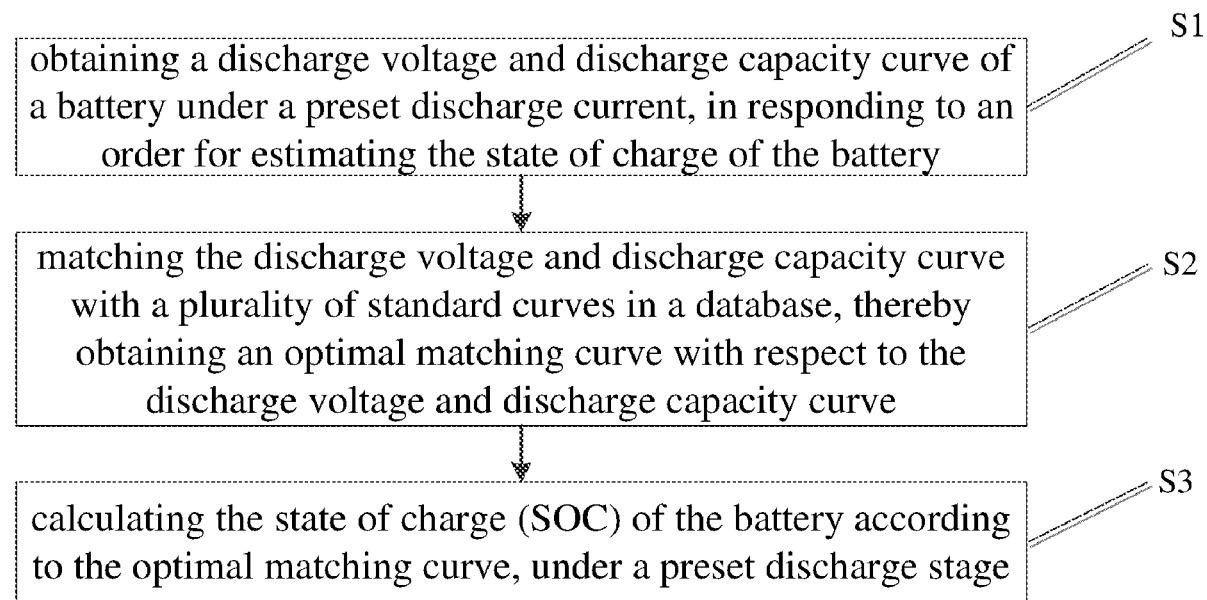 S1
obtaining a discharge voltage and discharge capacity curve of
a battery under a preset discharge current, in responding to an
order for estimating the state of charge of the battery
S2
matching the discharge voltage and discharge capacity curve
with a plurality of standard curves in a database, thereby
obtaining an optimal matching curve with respect to the
discharge voltage and discharge capacity curve
S3
calculating the state of charge (SOC) of the battery according
to the optimal matching curve, under a preset discharge stage